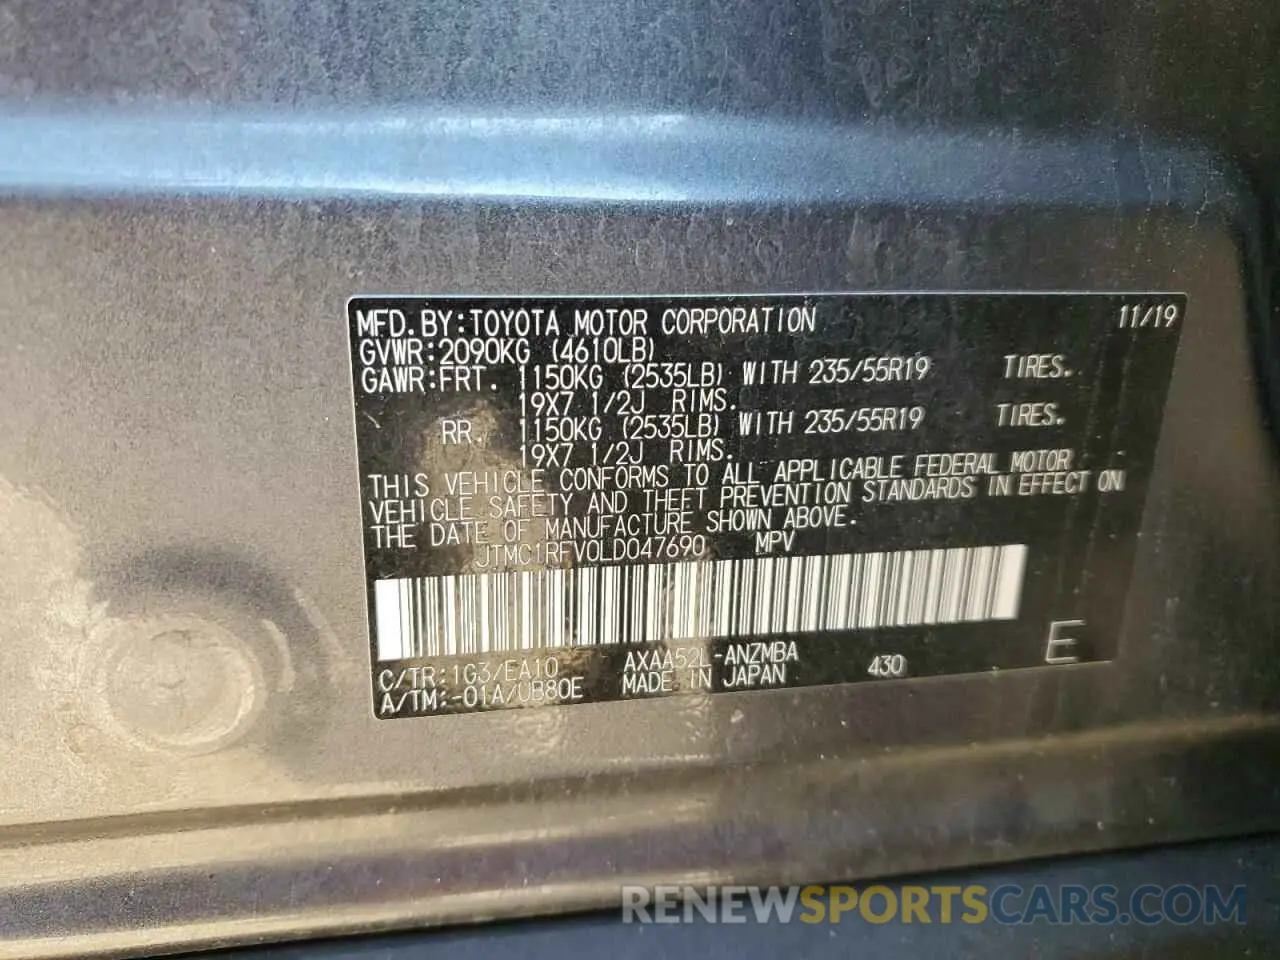 MFD.BY:TOYOTA MOTOR CORPORATION 11/19
GVWR:2090KG (4610LB)
GAWR:FRT. 1150KG (2535LB) WITH 235/55R19 TIRES.
19X7 1/2J RIMS.
RR. 1150KG (2535LB) WITH 235/55R19 TIRES.
19X7 1/2J RIMS.
THIS VEHICLE CONFORMS TO ALL APPLICABLE FEDERAL MOTOR
VEHICLE SAFETY AND THEFT PREVENTION STANDARDS IN EFFECT ON
THE DATE OF MANUFACTURE SHOWN ABOVE.
JTMC1RFV0LD047690 MPV
C/TR:1G3/EA10 AXAA52L-ANZMBA 430 E
A/TM:-01A/UB80E MADE IN JAPAN
RENEWSPORTSCARS.COM